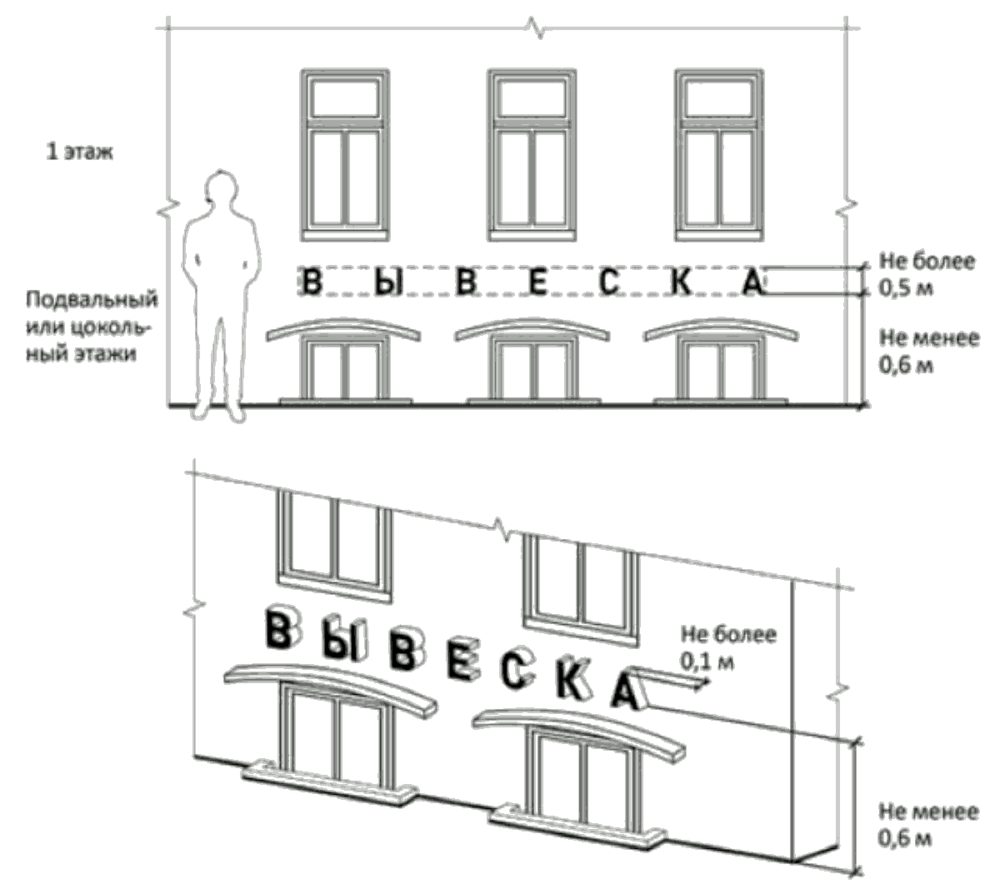 1 этаж
Не более
0,5 м
В Ы В Е С К А
Подвальный
или цоколь-
ный этажи
Не менее
0,6 м
Не более
0,1 м
В Ы В Е С К А
Не менее
0,6 м